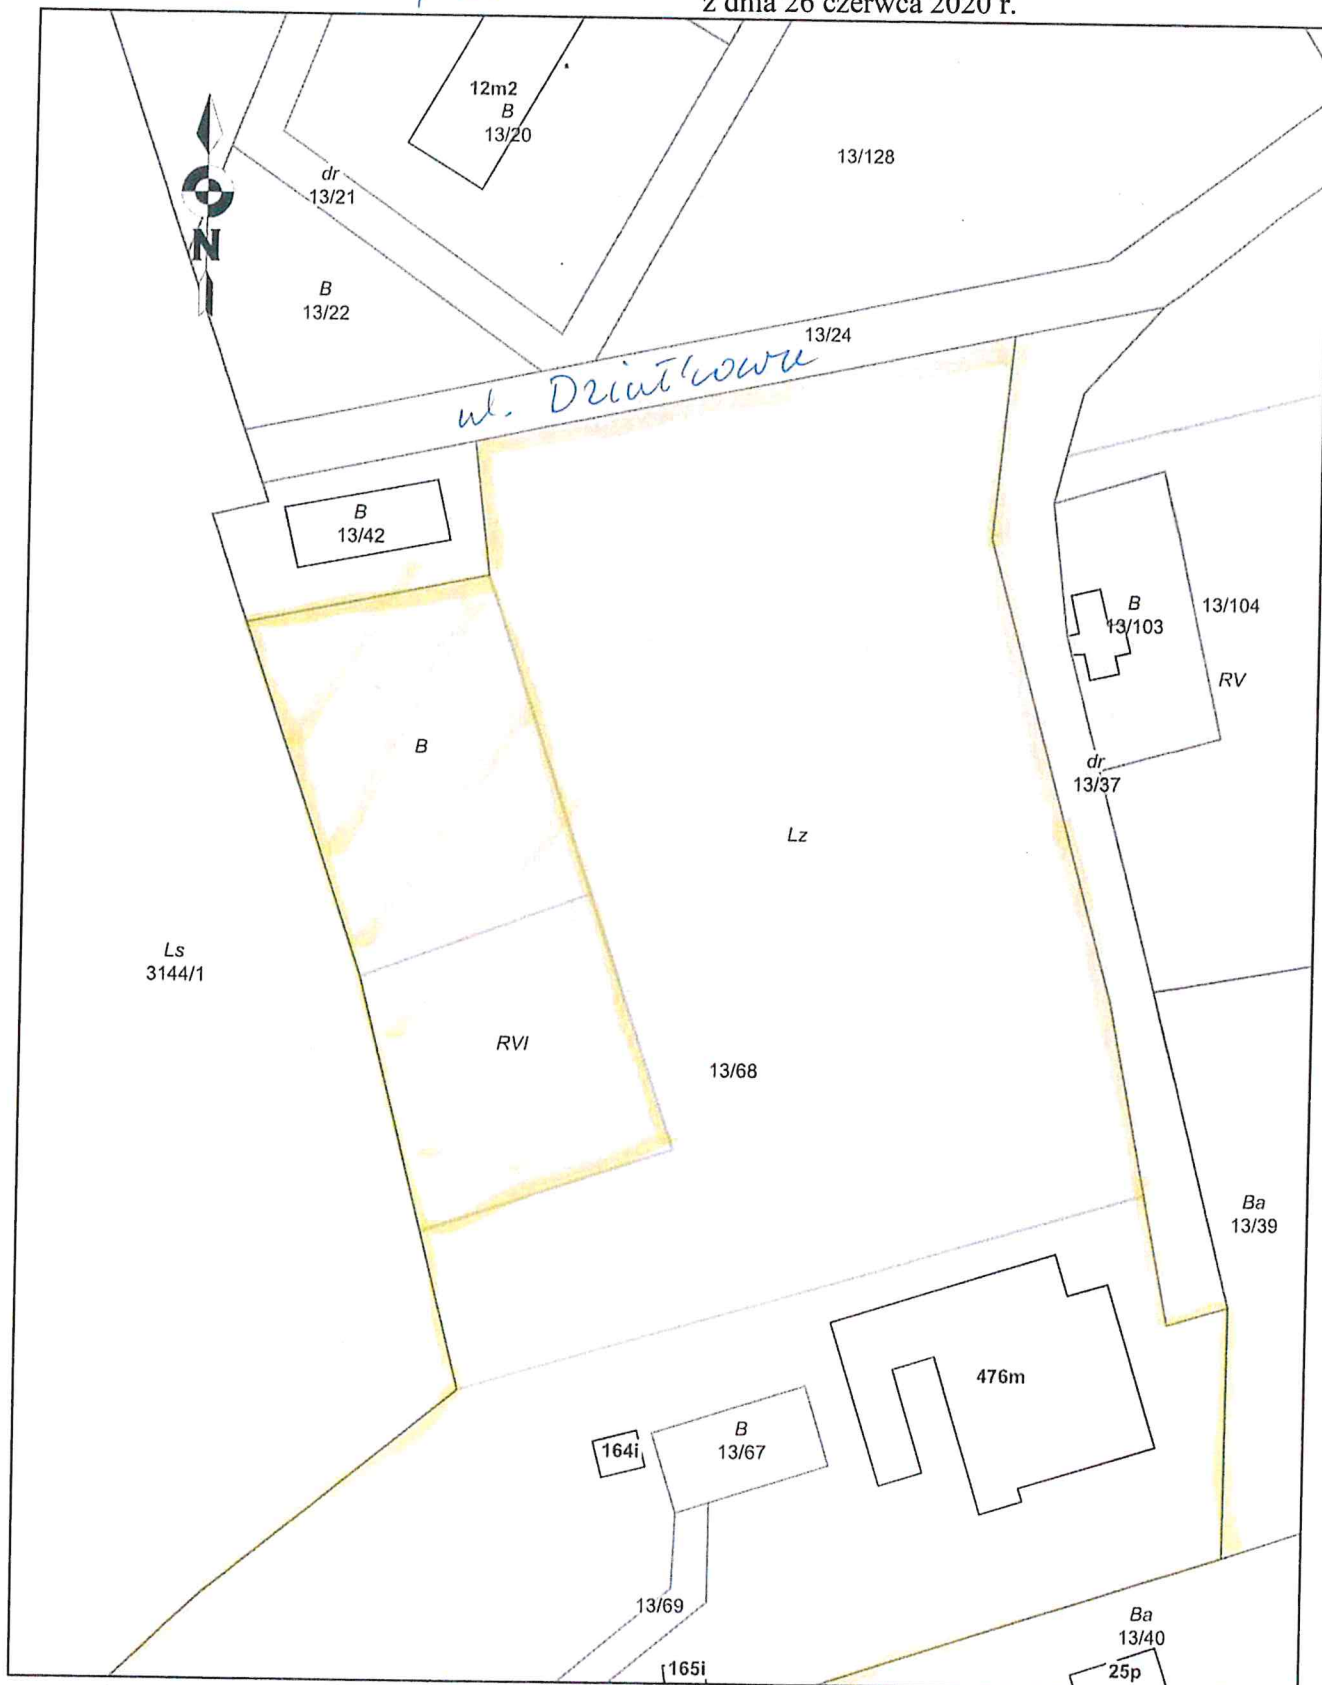 z dnia 26 czerwca 2020 r.
12m2
B
13/20
13/128
dr
13/21
N
B
13/22
13/24
ul. Działkowa
B
13/42
B
13/103
13/104
RV
B
dr
13/37
Lz
Ls
3144/1
RVI
13/68
Ba
13/39
476m
B
13/67
164i
13/69
Ba
13/40
165i
25p